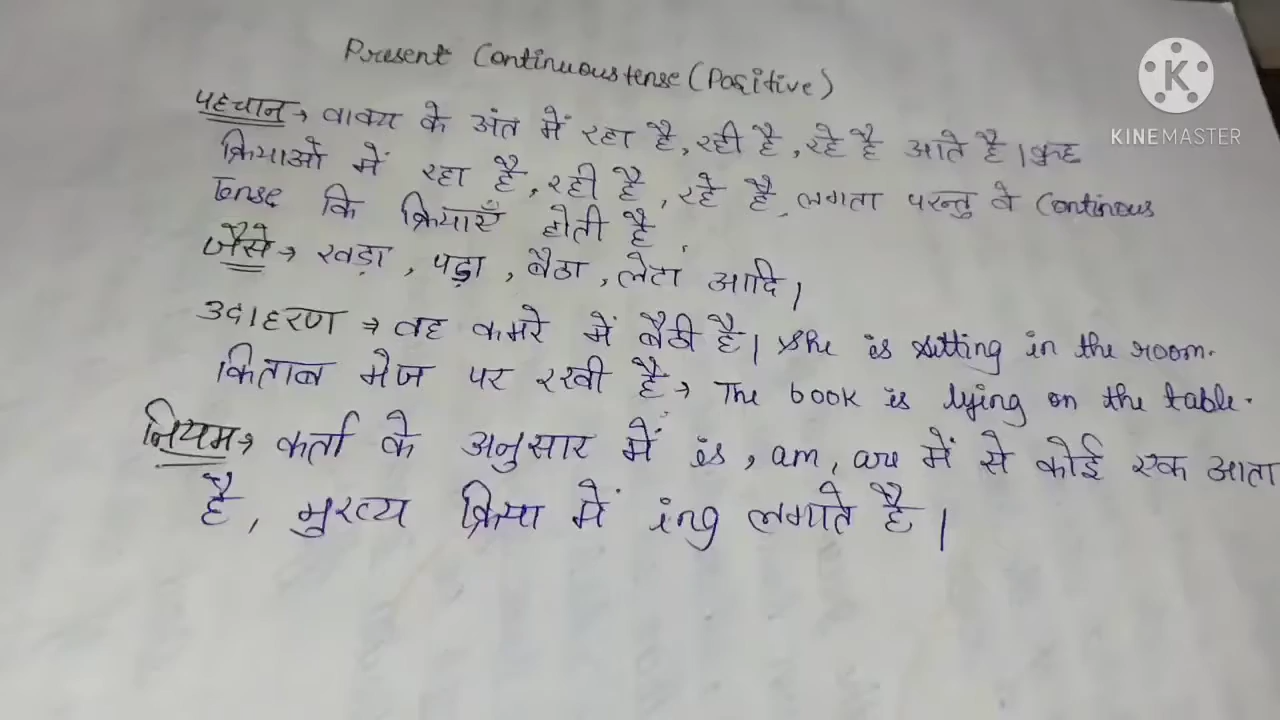 Present Continuous tense (Positive)
K
KINEMASTER
पहचान → वाक्य के अंत में रहा है, रही है, रहे है आते है। कुछ
क्रियाओ में रहा है, रही है, रहे है, लगता परन्तु वे Continous
Tense कि क्रियाएँ होती है.
जैसे → खड़ा, पड़ा, बैठा, लेटा आदि।
उदाहरण → वह कमरे में बैठी है। She is sitting in the room.
किताब मेज पर रखी है → The book is lying on the table.
नियम → कर्ता के अनुसार में is, am, are में से कोई एक आता
है, मुख्य क्रिया में ing लगाते है।